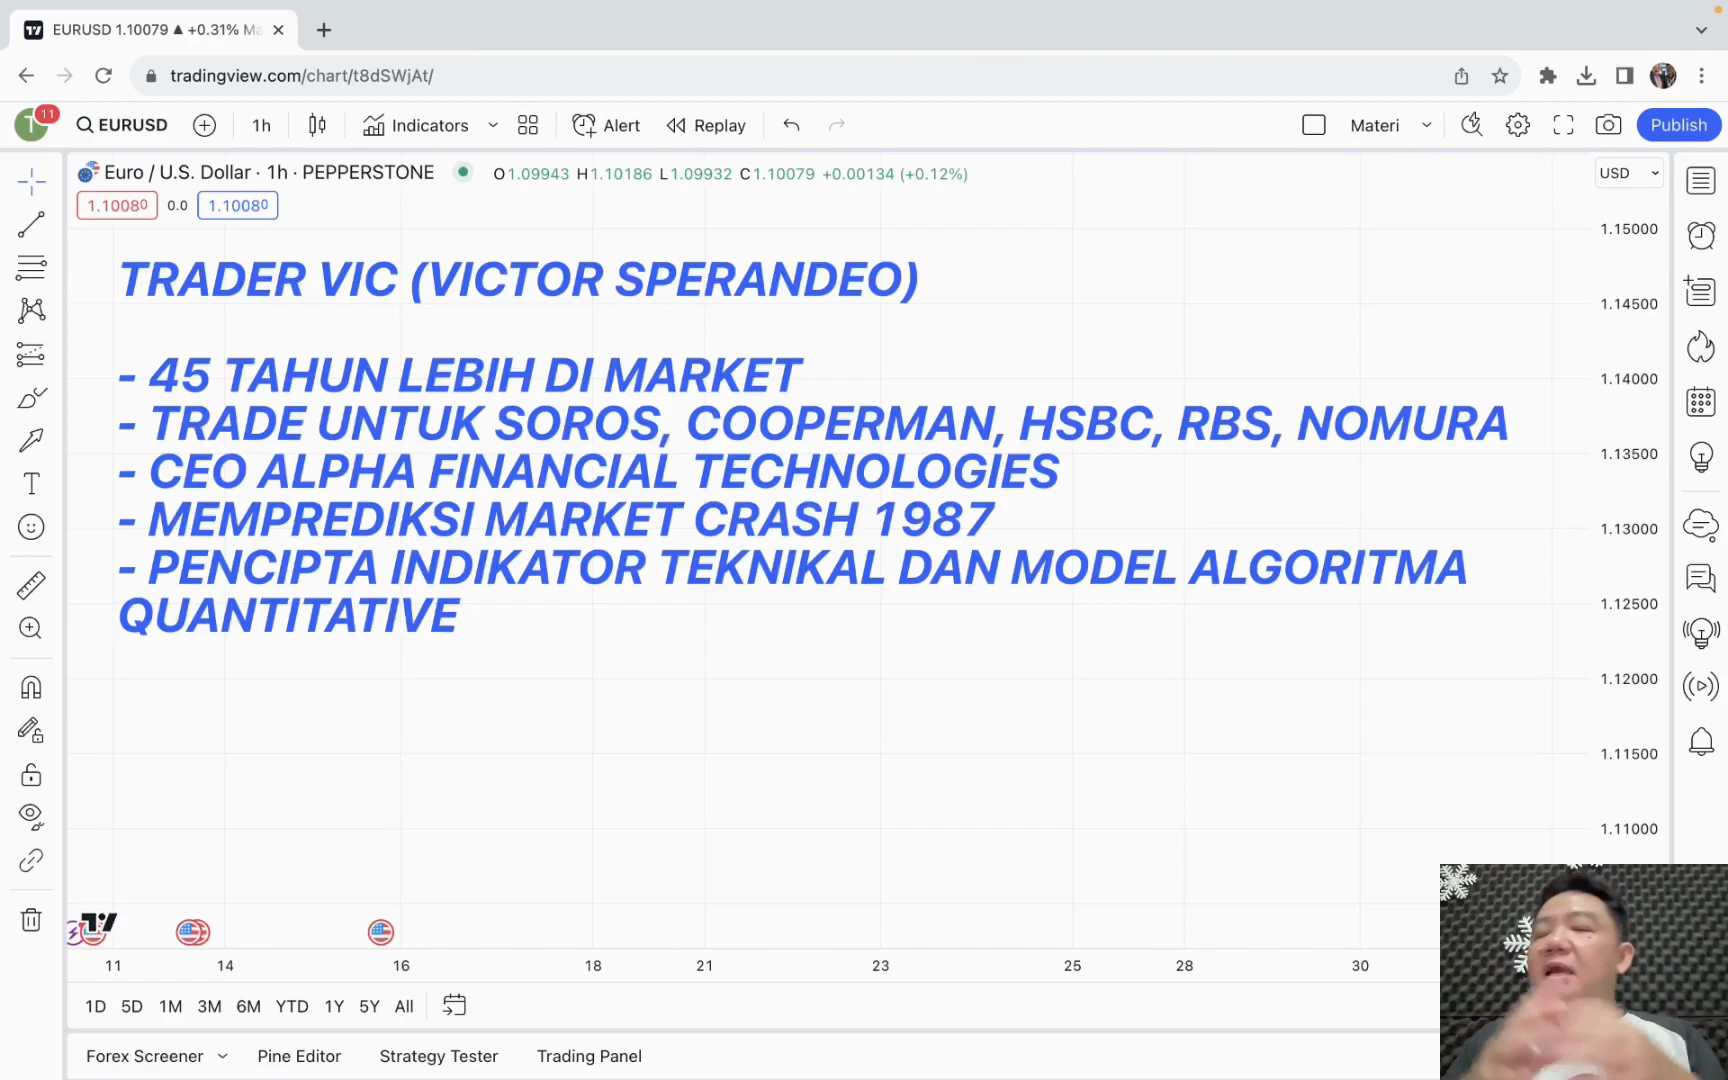 EURUSD 1.10079 ▲ +0.31% Ma
tradingview.com/chart/t8dSWjAt/
T 11 EURUSD 1h Indicators Alert Replay Materi Publish
Euro / U.S. Dollar · 1h · PEPPERSTONE O1.09943 H1.10186 L1.09932 C1.10079 +0.00134 (+0.12%) USD
1.10080 0.0 1.10080
1.15000
TRADER VIC (VICTOR SPERANDEO)
1.14500
- 45 TAHUN LEBIH DI MARKET
1.14000
- TRADE UNTUK SOROS, COOPERMAN, HSBC, RBS, NOMURA
1.13500
- CEO ALPHA FINANCIAL TECHNOLOGIES
- MEMPREDIKSI MARKET CRASH 1987
1.13000
- PENCIPTA INDIKATOR TEKNIKAL DAN MODEL ALGORITMA
QUANTITATIVE
1.12500
1.12000
1.11500
1.11000
11 14 16 18 21 23 25 28 30
1D 5D 1M 3M 6M YTD 1Y 5Y All
Forex Screener Pine Editor Strategy Tester Trading Panel